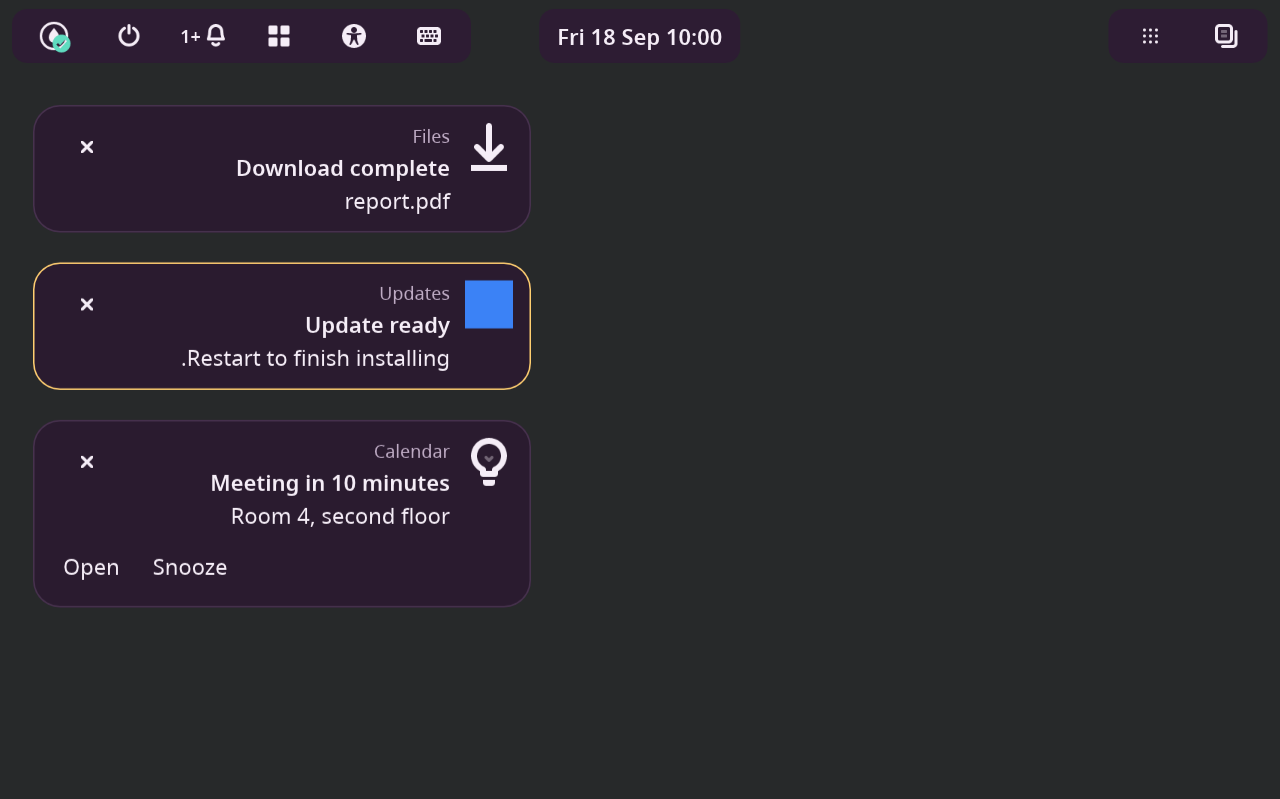 1+
Fri 18 Sep 10:00
Files
Download complete
report.pdf
Updates
Update ready
.Restart to finish installing
Calendar
Meeting in 10 minutes
Room 4, second floor
Open Snooze